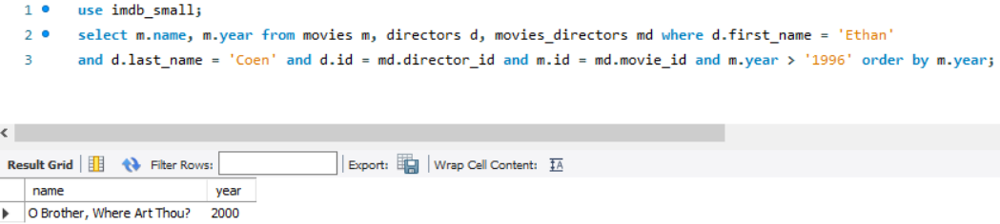 1 use imdb_small;
2 select m.name, m.year from movies m, directors d, movies_directors md where d.first_name = 'Ethan'
3 and d.last_name = 'Coen' and d.id = md.director_id and m.id = md.movie_id and m.year > '1996' order by m.year;
Result Grid Filter Rows: Export: Wrap Cell Content: IA
name year
O Brother, Where Art Thou? 2000